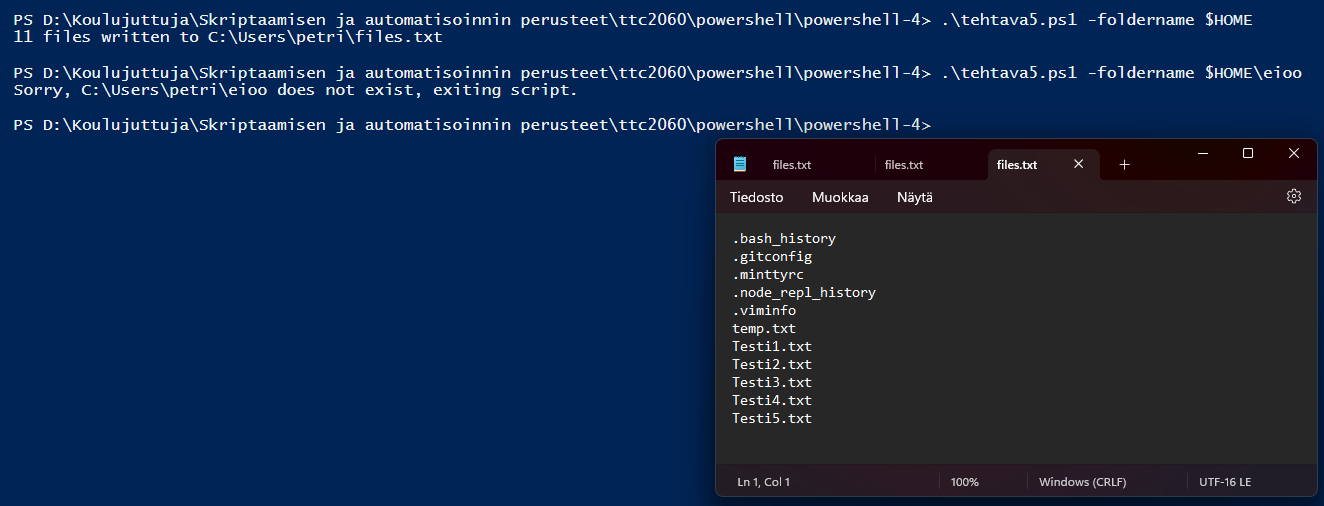 PS D:\Koulujuttuja\Skriptaamisen ja automatisoinnin perusteet\ttc2060\powershell\powershell-4> .\tehtava5.ps1 -foldername $HOME
11 files written to C:\Users\petri\files.txt
PS D:\Koulujuttuja\Skriptaamisen ja automatisoinnin perusteet\ttc2060\powershell\powershell-4> .\tehtava5.ps1 -foldername $HOME\eioo
Sorry, C:\Users\petri\eioo does not exist, exiting script.
PS D:\Koulujuttuja\Skriptaamisen ja automatisoinnin perusteet\ttc2060\powershell\powershell-4>
files.txt files.txt files.txt
Tiedosto Muokkaa Näytä
.bash_history
.gitconfig
.minttyrc
.node_repl_history
.viminfo
temp.txt
Testi1.txt
Testi2.txt
Testi3.txt
Testi4.txt
Testi5.txt
Ln 1, Col 1 100% Windows (CRLF) UTF-16 LE